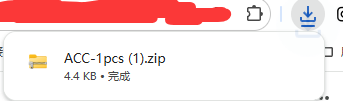 ACC-1pcs (1).zip
4.4 KB • 完成